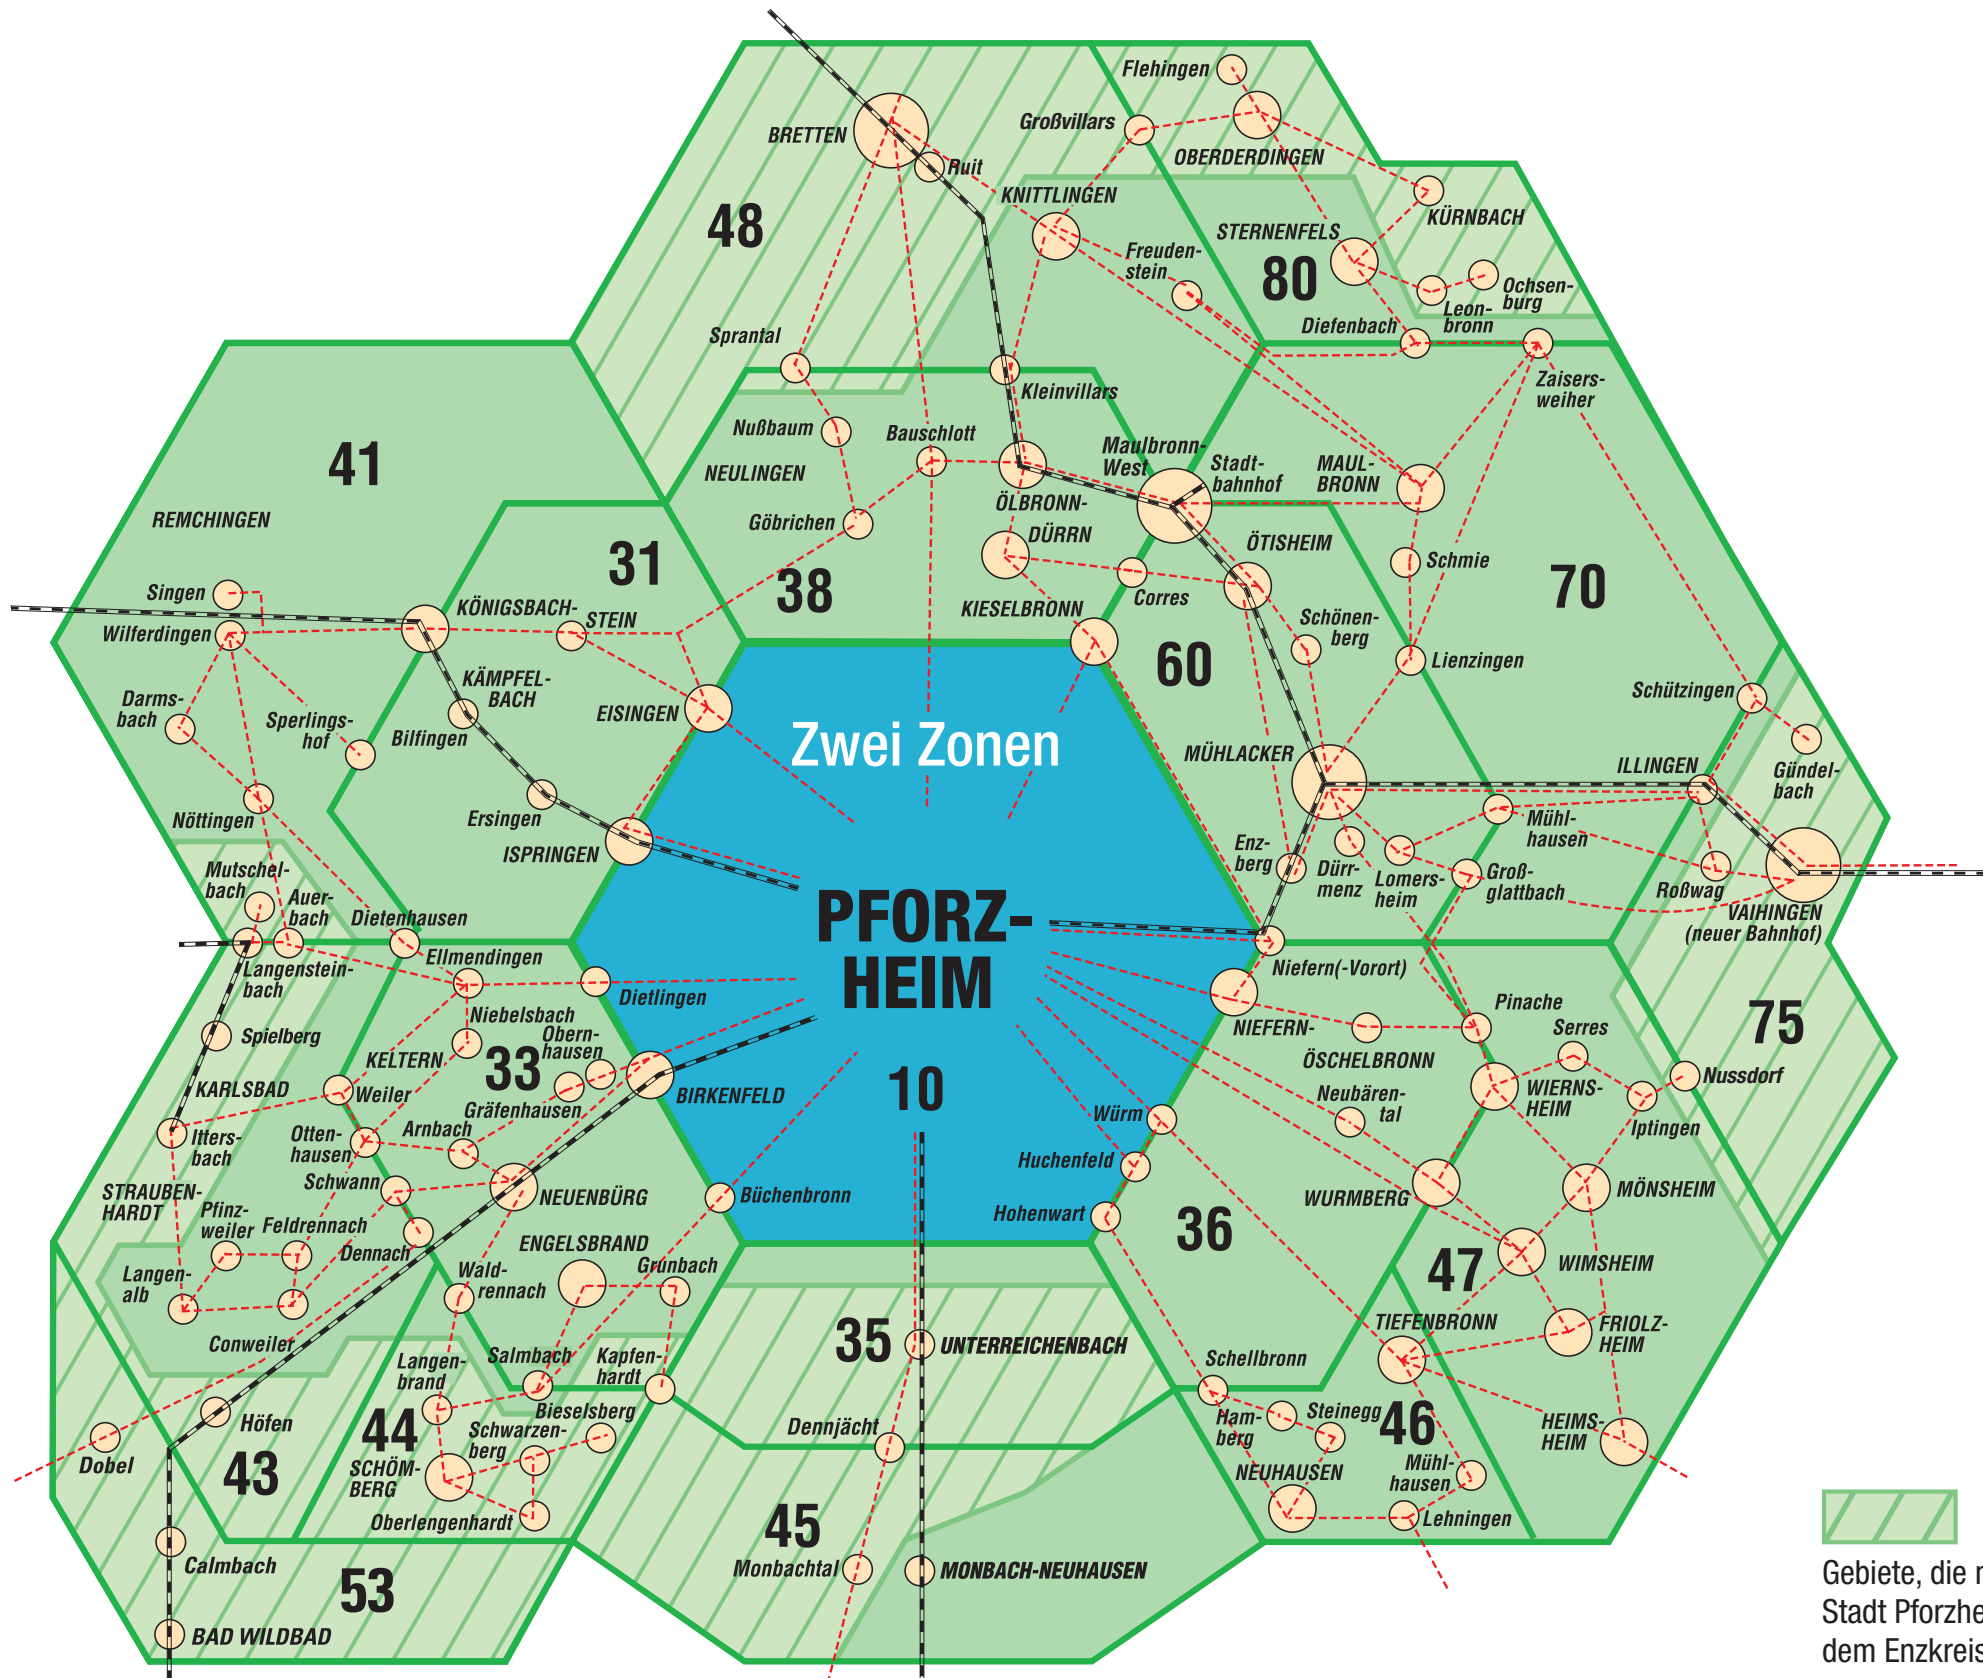 Flehingen
Großvillars
BRETTEN
Ruit
OBERDERDINGEN
KNITTLINGEN
KÜRNBACH
48
STERNENFELS
Freuden-
stein
80
Ochsen-
burg
Leon-
bronn
Diefenbach
Sprantal
Zaisers-
weiher
Kleinvillars
Nußbaum
Bauschlott
Maulbronn-
West
Stadt-
bahnhof
MAUL-
BRONN
41
NEULINGEN
ÖLBRONN-
DÜRRN
Göbrichen
REMCHINGEN
ÖTISHEIM
31
38
Schmie
70
Singen
KÖNIGSBACH-
STEIN
KIESELBRONN
Corres
Wilferdingen
Schönen-
berg
60
Lienzingen
KÄMPFEL-
BACH
Darms-
bach
Sperlings-
hof
Bilfingen
EISINGEN
Zwei Zonen
Schützingen
MÜHLACKER
ILLINGEN
Gündel-
bach
Nöttingen
Ersingen
ISPRINGEN
Enz-
berg
Dürr-
menz
Lomers-
heim
Mühl-
hausen
Groß-
glattbach
Roßwag
VAIHINGEN
(neuer Bahnhof)
Mutschel-
bach
Auer-
bach
Dietenhausen
PFORZ-
HEIM
10
Ellmendingen
Langenstein-
bach
Dietlingen
Niefern(-Vorort)
Niebelsbach
Obern-
hausen
Spielberg
KELTERN
33
NIEFERN-
ÖSCHELBRONN
Pinache
Serres
75
KARLSBAD
Weiler
Gräfenhausen
BIRKENFELD
Neubären-
tal
WIERNS-
HEIM
Nussdorf
Iptingen
Würm
Itters-
bach
Otten-
hausen
Arnbach
Huchenfeld
Schwann
NEUENBÜRG
Büchenbronn
WURMBERG
MÖNSHEIM
STRAUBEN-
HARDT
Pfinz-
weiler
Feldrennach
Hohenwart
36
Dennach
ENGELSBRAND
Grunbach
Wald-
rennach
Langen-
alb
47
WIMSHEIM
TIEFENBRONN
FRIOLZ-
HEIM
Conweiler
Langen-
brand
Salmbach
Kapfen-
hardt
35
UNTERREICHENBACH
Schellbronn
Bieselsberg
Ham-
berg
Steinegg
46
HEIMS-
HEIM
Höfen
44
Schwarzen-
berg
Dennjächt
Dobel
43
SCHÖM-
BERG
NEUHAUSEN
Mühl-
hausen
Oberlengenhardt
45
Lehningen
Calmbach
Monbachtal
MONBACH-NEUHAUSEN
53
BAD WILDBAD
Gebiete, die n
Stadt Pforzhe
dem Enzkreis